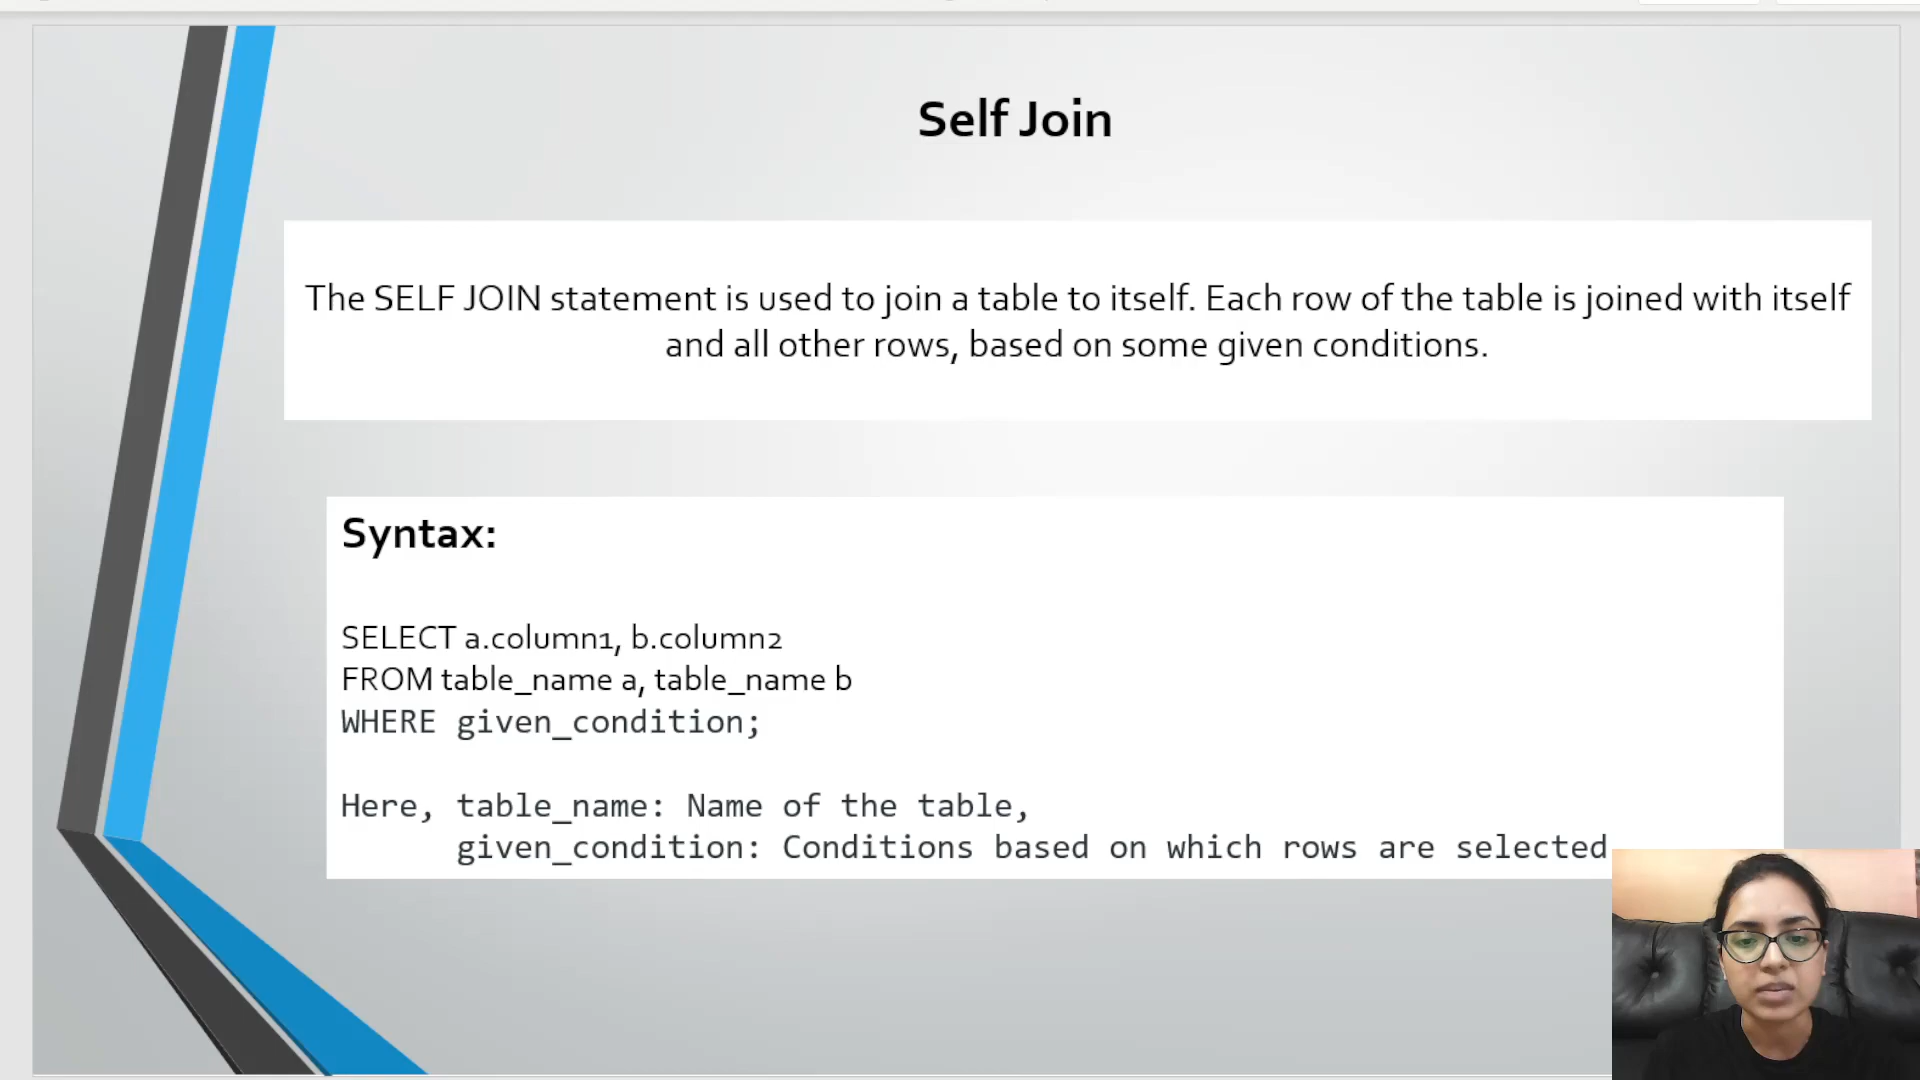 Self Join
The SELF JOIN statement is used to join a table to itself. Each row of the table is joined with itself
and all other rows, based on some given conditions.
Syntax:
SELECT a.column1, b.column2
FROM table_name a, table_name b
WHERE given_condition;
Here, table_name: Name of the table,
given_condition: Conditions based on which rows are selected